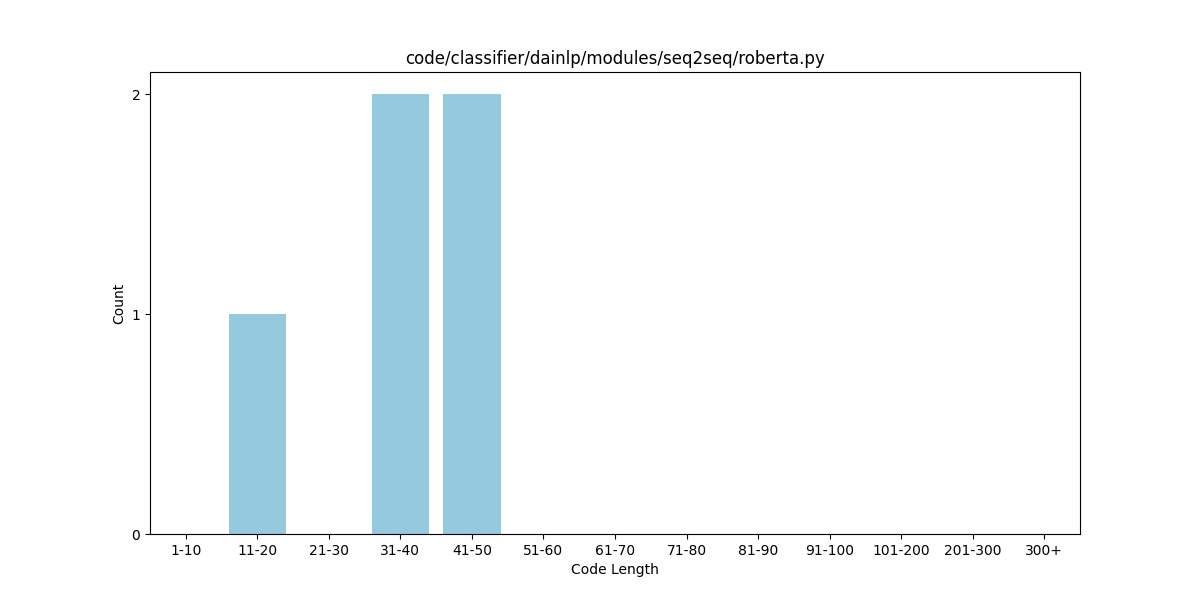 code/classifier/dainlp/modules/seq2seq/roberta.py
2
1
0
Count
1-10 11-20 21-30 31-40 41-50 51-60 61-70 71-80 81-90 91-100 101-200 201-300 300+
Code Length